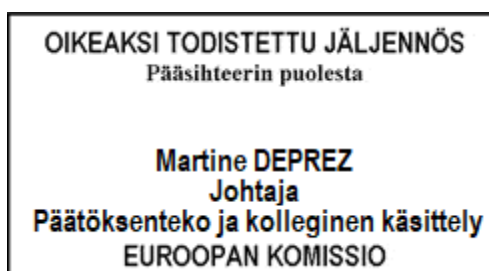 OIKEAKSI TODISTETTU JÄLJENNÖS
Pääsihteerin puolesta
Martine DEPREZ
Johtaja
Päätöksenteko ja kolleginen käsittely
EUROOPAN KOMISSIO